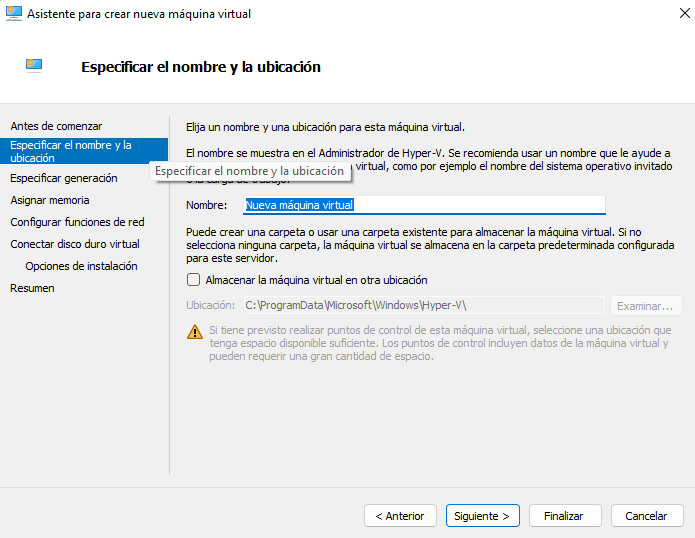 Asistente para crear nueva máquina virtual
Especificar el nombre y la ubicación
Antes de comenzar
Especificar el nombre y la
ubicación
Especificar generación
Asignar memoria
Configurar funciones de red
Conectar disco duro virtual
Opciones de instalación
Resumen
Elija un nombre y una ubicación para esta máquina virtual.
El nombre se muestra en el Administrador de Hyper-V. Se recomienda usar un nombre que le ayude a
virtual, como por ejemplo el nombre del sistema operativo invitado
Especificar el nombre y la ubicación
carga de trabajo.
Nombre: Nueva máquina virtual
Puede crear una carpeta o usar una carpeta existente para almacenar la máquina virtual. Si no
selecciona ninguna carpeta, la máquina virtual se almacena en la carpeta predeterminada configurada
para este servidor.
Almacenar la máquina virtual en otra ubicación
Ubicación: C:\ProgramData\Microsoft\Windows\Hyper-V\ Examinar...
Si tiene previsto realizar puntos de control de esta máquina virtual, seleccione una ubicación que
tenga espacio disponible suficiente. Los puntos de control incluyen datos de la máquina virtual y
pueden requerir una gran cantidad de espacio.
< Anterior Siguiente > Finalizar Cancelar